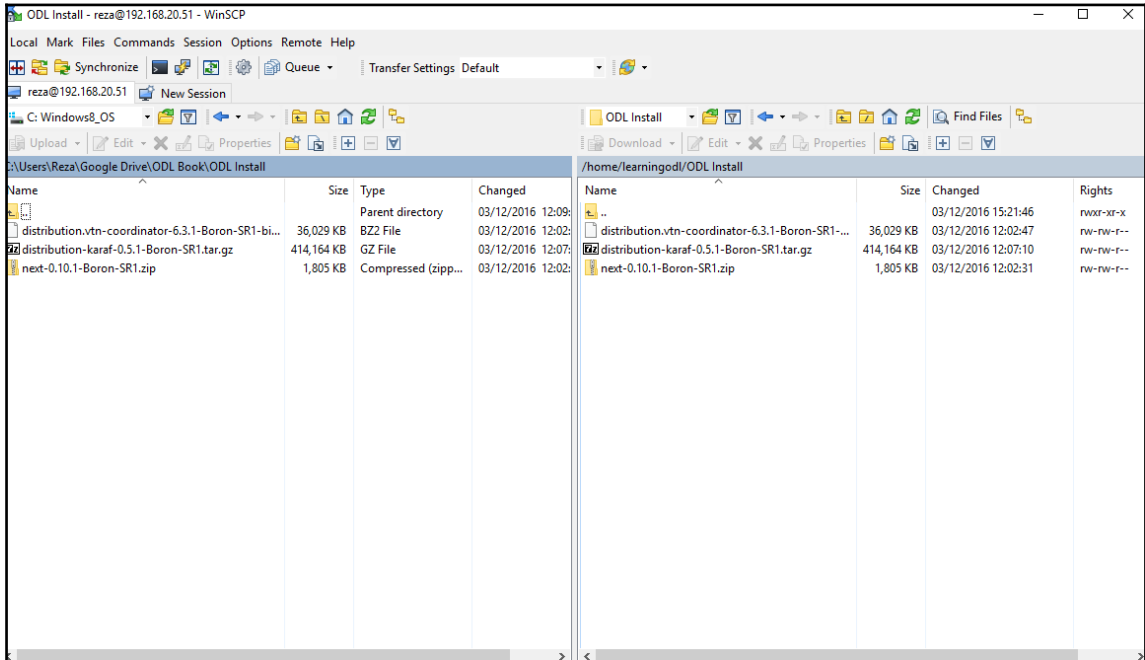 ODL Install - reza@192.168.20.51 - WinSCP
Local Mark Files Commands Session Options Remote Help
Synchronize Queue Transfer Settings Default
reza@192.168.20.51 New Session
C: Windows8_OS ODL Install Find Files
Upload Edit Properties Download Edit Properties
C:\Users\Reza\Google Drive\ODL Book\ODL Install /home/learningodl/ODL Install
Name Size Type Changed Name Size Changed Rights
.. Parent directory 03/12/2016 12:09: .. 03/12/2016 15:21:46 rwxr-xr-x
distribution.vtn-coordinator-6.3.1-Boron-SR1-bi... 36,029 KB BZ2 File 03/12/2016 12:02: distribution.vtn-coordinator-6.3.1-Boron-SR1-... 36,029 KB 03/12/2016 12:02:47 rw-rw-r--
distribution-karaf-0.5.1-Boron-SR1.tar.gz 414,164 KB GZ File 03/12/2016 12:07: distribution-karaf-0.5.1-Boron-SR1.tar.gz 414,164 KB 03/12/2016 12:07:10 rw-rw-r--
next-0.10.1-Boron-SR1.zip 1,805 KB Compressed (zipp... 03/12/2016 12:02: next-0.10.1-Boron-SR1.zip 1,805 KB 03/12/2016 12:02:31 rw-rw-r--